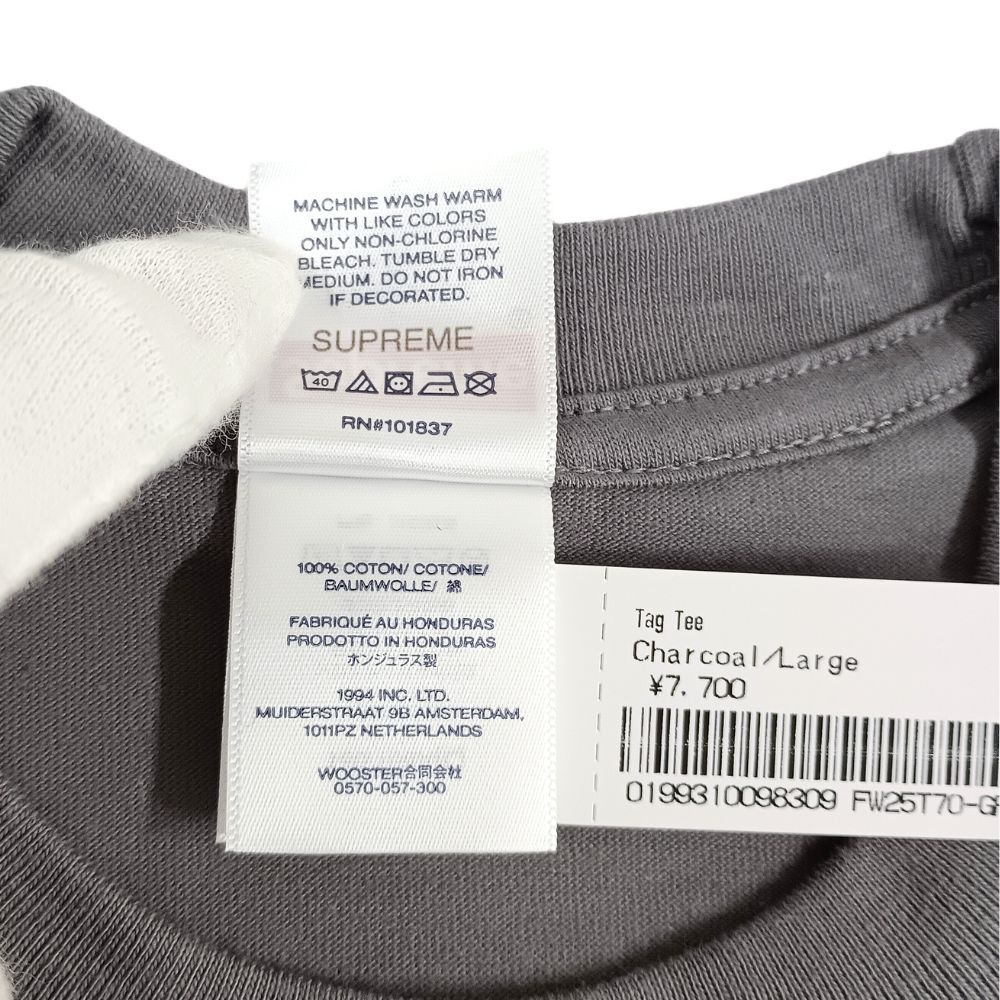 MACHINE WASH WARM
WITH LIKE COLORS
ONLY NON-CHLORINE
BLEACH. TUMBLE DRY
MEDIUM. DO NOT IRON
IF DECORATED.
SUPREME
40
RN#101837
100% COTON/ COTONE/
BAUMWOLLE/ 綿
FABRIQUÉ AU HONDURAS
PRODOTTO IN HONDURAS
ホンジュラス製
1994 INC. LTD.
MUIDERSTRAAT 9B AMSTERDAM,
1011PZ NETHERLANDS
WOOSTER合同会社
0570-057-300
Tag Tee
Charcoal/Large
¥7,700
0199310098309 FW25T70-GR